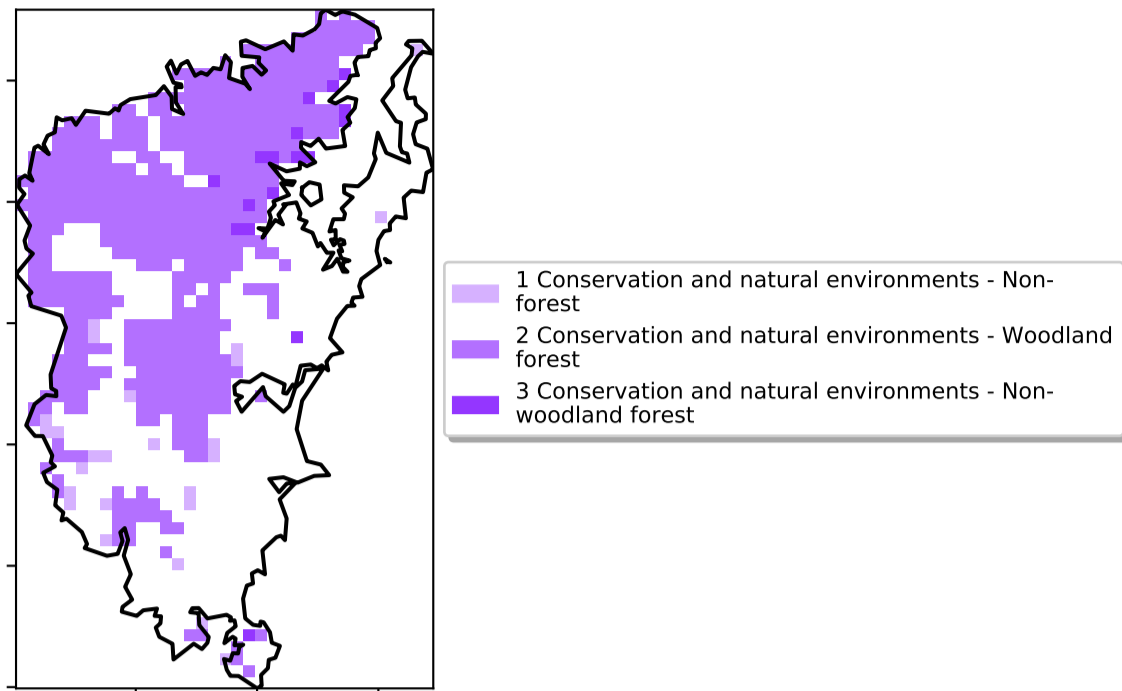 1 Conservation and natural environments - Non-
forest
2 Conservation and natural environments - Woodland
forest
3 Conservation and natural environments - Non-
woodland forest